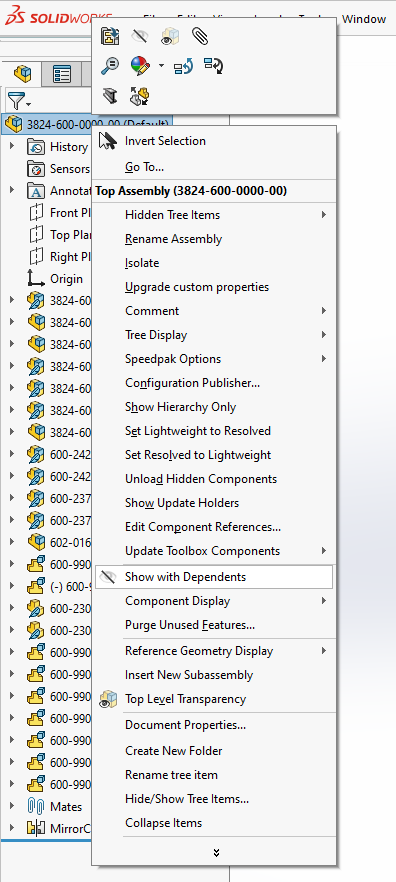 SOLIDWORKS
Window
3824-600-0000-00 (Default)
History
Sensors
Annotat
Front Pl
Top Plan
Right Pl
Origin
3824-60
3824-60
3824-60
3824-60
3824-60
3824-60
3824-60
600-242
600-242
600-237
600-237
602-016
600-990
(-) 600-9
600-230
600-230
600-990
600-990
600-990
600-990
600-990
600-990
600-990
Mates
MirrorC
Invert Selection
Go To...
Top Assembly (3824-600-0000-00)
Hidden Tree Items
Rename Assembly
Isolate
Upgrade custom properties
Comment
Tree Display
Speedpak Options
Configuration Publisher...
Show Hierarchy Only
Set Lightweight to Resolved
Set Resolved to Lightweight
Unload Hidden Components
Show Update Holders
Edit Component References...
Update Toolbox Components
Show with Dependents
Component Display
Purge Unused Features...
Reference Geometry Display
Insert New Subassembly
Top Level Transparency
Document Properties...
Create New Folder
Rename tree item
Hide/Show Tree Items...
Collapse Items